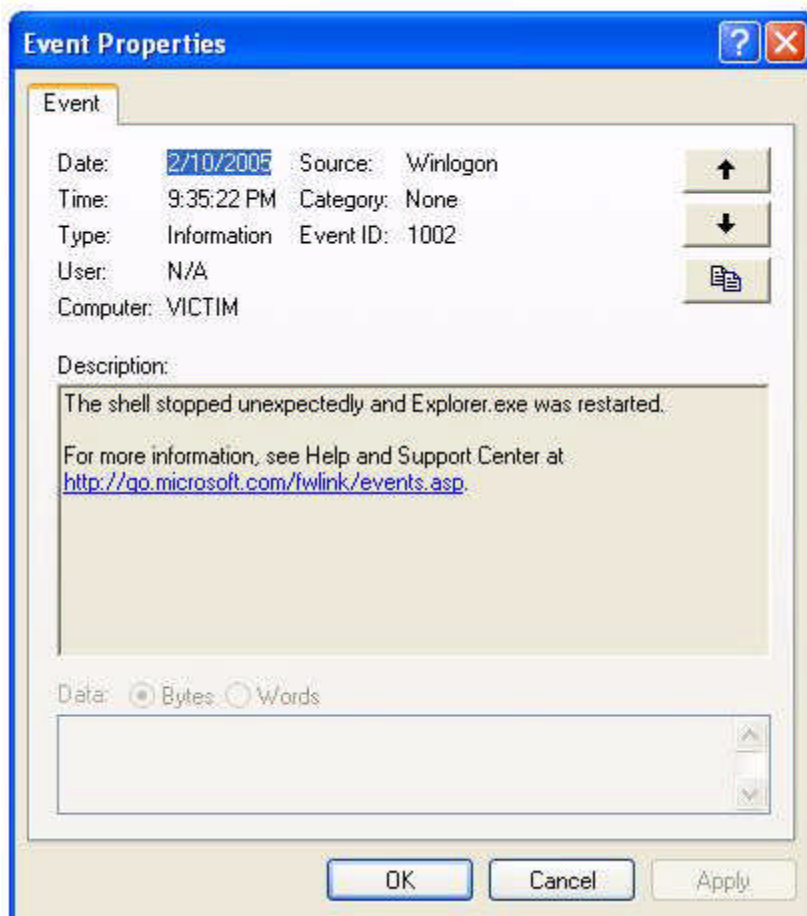 Event Properties
Event
Date: 2/10/2005 Source: Winlogon
Time: 9:35:22 PM Category: None
Type: Information Event ID: 1002
User: N/A
Computer: VICTIM
Description:
The shell stopped unexpectedly and Explorer.exe was restarted.
For more information, see Help and Support Center at
http://go.microsoft.com/fwlink/events.asp.
Data: Bytes Words
OK Cancel Apply